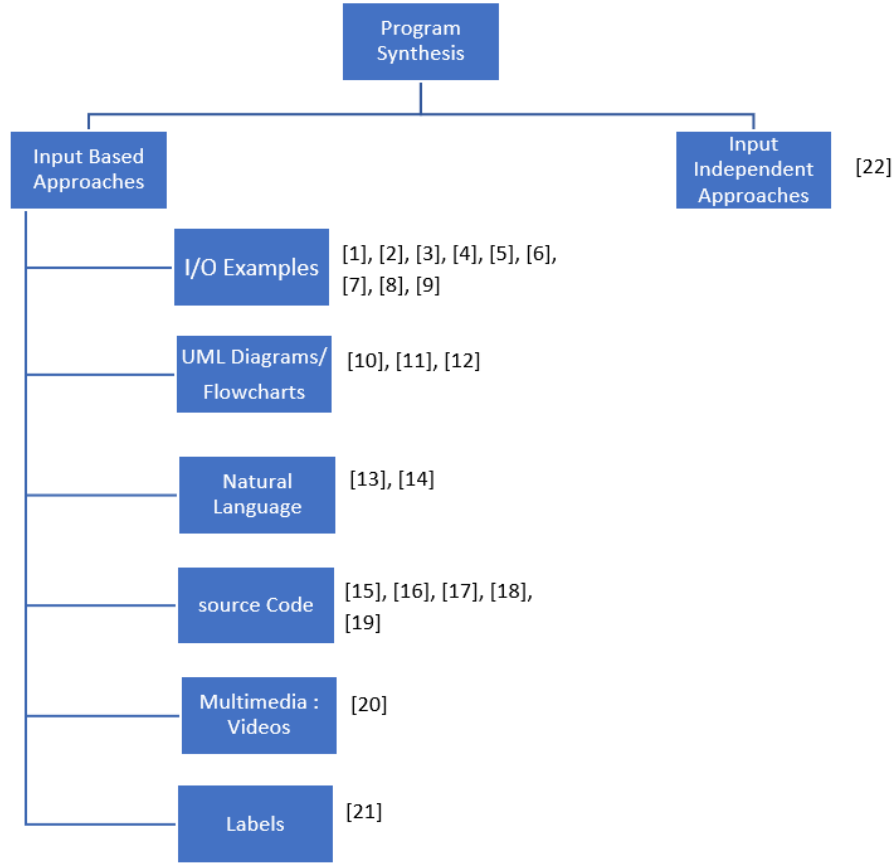 Program
Synthesis
Input Based
Approaches
Input
Independent
Approaches
[22]
I/O Examples
[1], [2], [3], [4], [5], [6],
[7], [8], [9]
UML Diagrams/
Flowcharts
[10], [11], [12]
Natural
Language
[13], [14]
source Code
[15], [16], [17], [18],
[19]
Multimedia :
Videos
[20]
Labels
[21]